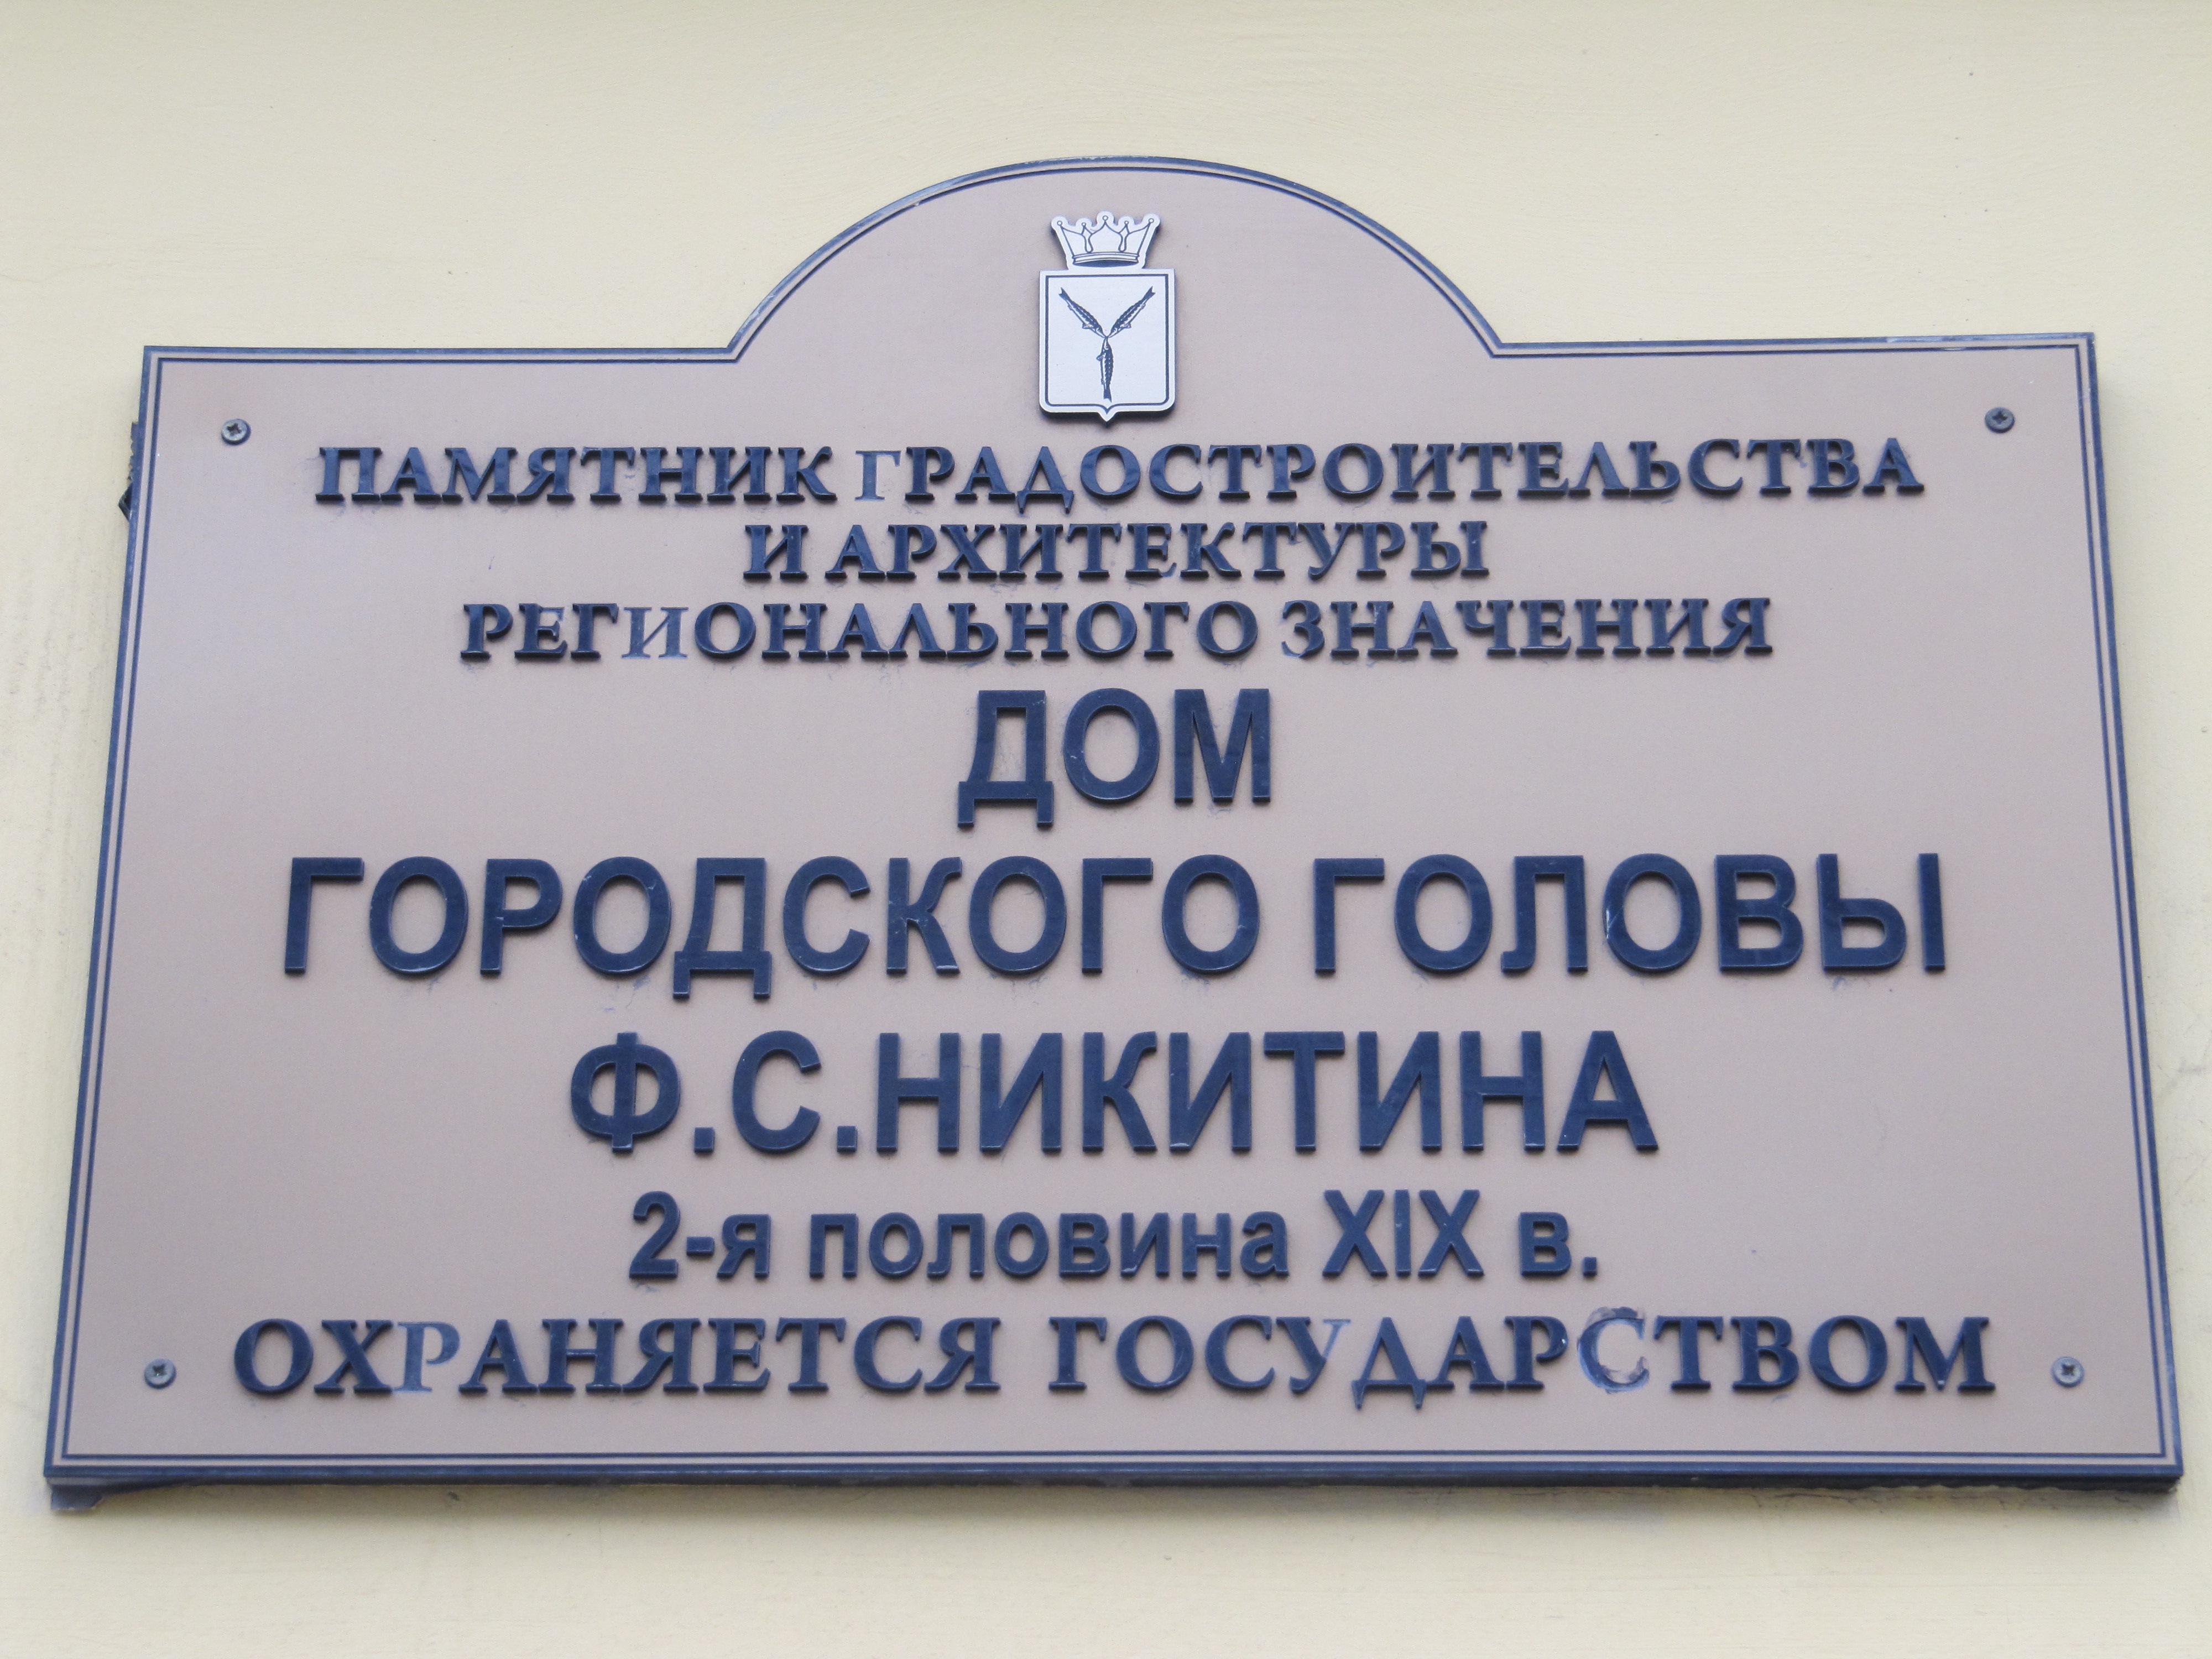 ПАМЯТНИК ГРАДОСТРОИТЕЛЬСТВА
И АРХИТЕКТУРЫ
РЕГИОНАЛЬНОГО ЗНАЧЕНИЯ
ДОМ
ГОРОДСКОГО ГОЛОВЫ
Ф.С.НИКИТИНА
2-я половина XIX в.
ОХРАНЯЕТСЯ ГОСУДАРСТВОМ